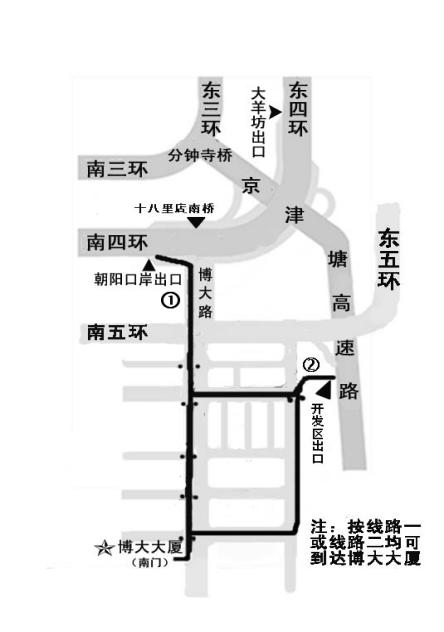 东三环
大羊坊出口
东四环
分钟寺桥
南三环
京津塘高速路
十八里店南桥
南四环
东五环
朝阳口岸出口
①
博大路
南五环
②
开发区出口
注：按线路一
或线路二均可
到达博大大厦
博大大厦
（南门）